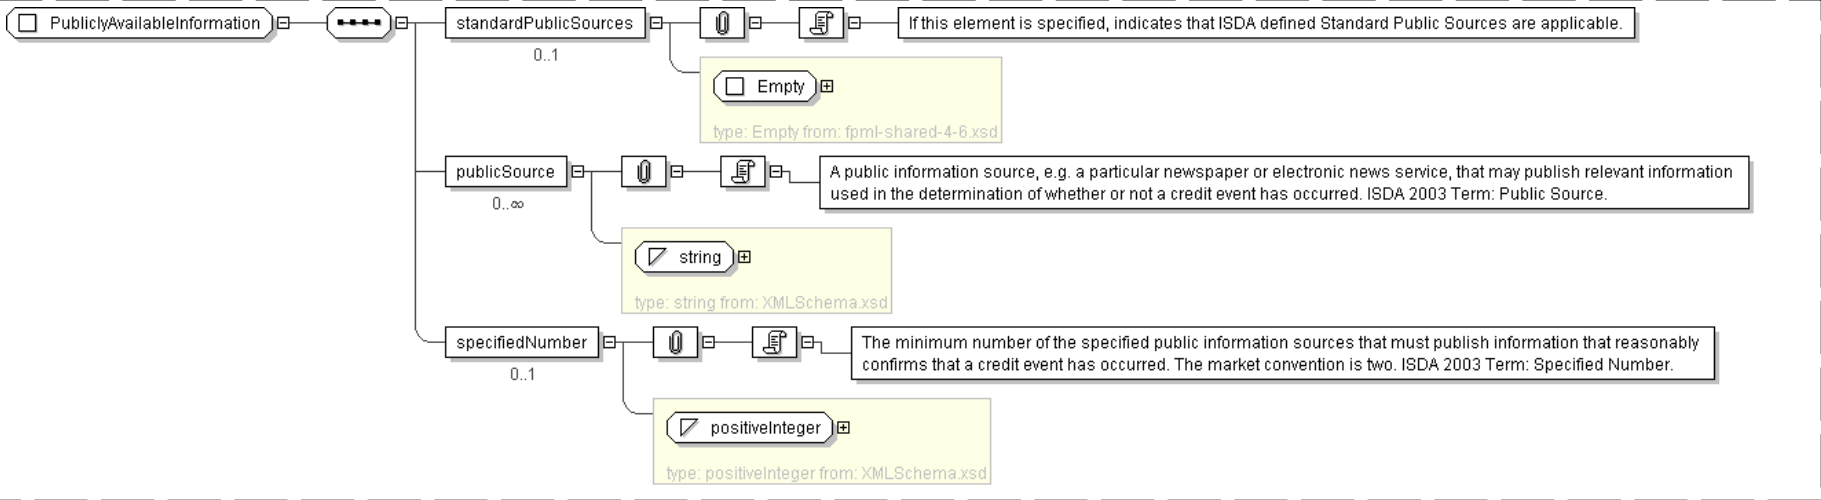 PubliclyAvailableInformation
standardPublicSources
If this element is specified, indicates that ISDA defined Standard Public Sources are applicable.
0..1
Empty
type: Empty from: fpml-shared-4-6.xsd
publicSource
A public information source, e.g. a particular newspaper or electronic news service, that may publish relevant information
used in the determination of whether or not a credit event has occurred. ISDA 2003 Term: Public Source.
0..∞
string
type: string from: XMLSchema.xsd
specifiedNumber
The minimum number of the specified public information sources that must publish information that reasonably
confirms that a credit event has occurred. The market convention is two. ISDA 2003 Term: Specified Number.
0..1
positiveInteger
type: positiveInteger from: XMLSchema.xsd